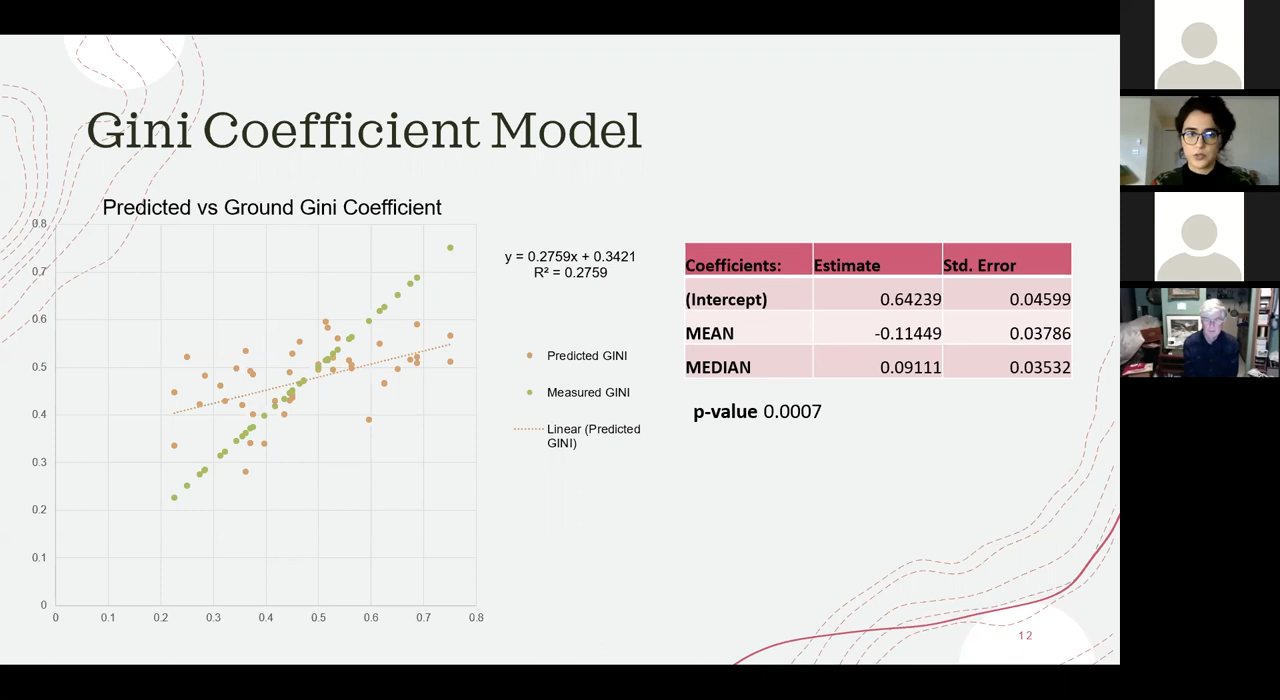 Gini Coefficient Model
Predicted vs Ground Gini Coefficient
0.8
0.7
0.6
0.5
0.4
0.3
0.2
0.1
0
0 0.1 0.2 0.3 0.4 0.5 0.6 0.7 0.8
y = 0.2759x + 0.3421
R² = 0.2759
Predicted GINI
Measured GINI
Linear (Predicted
GINI)
Coefficients: Estimate Std. Error
(Intercept) 0.64239 0.04599
MEAN -0.11449 0.03786
MEDIAN 0.09111 0.03532
p-value 0.0007
12